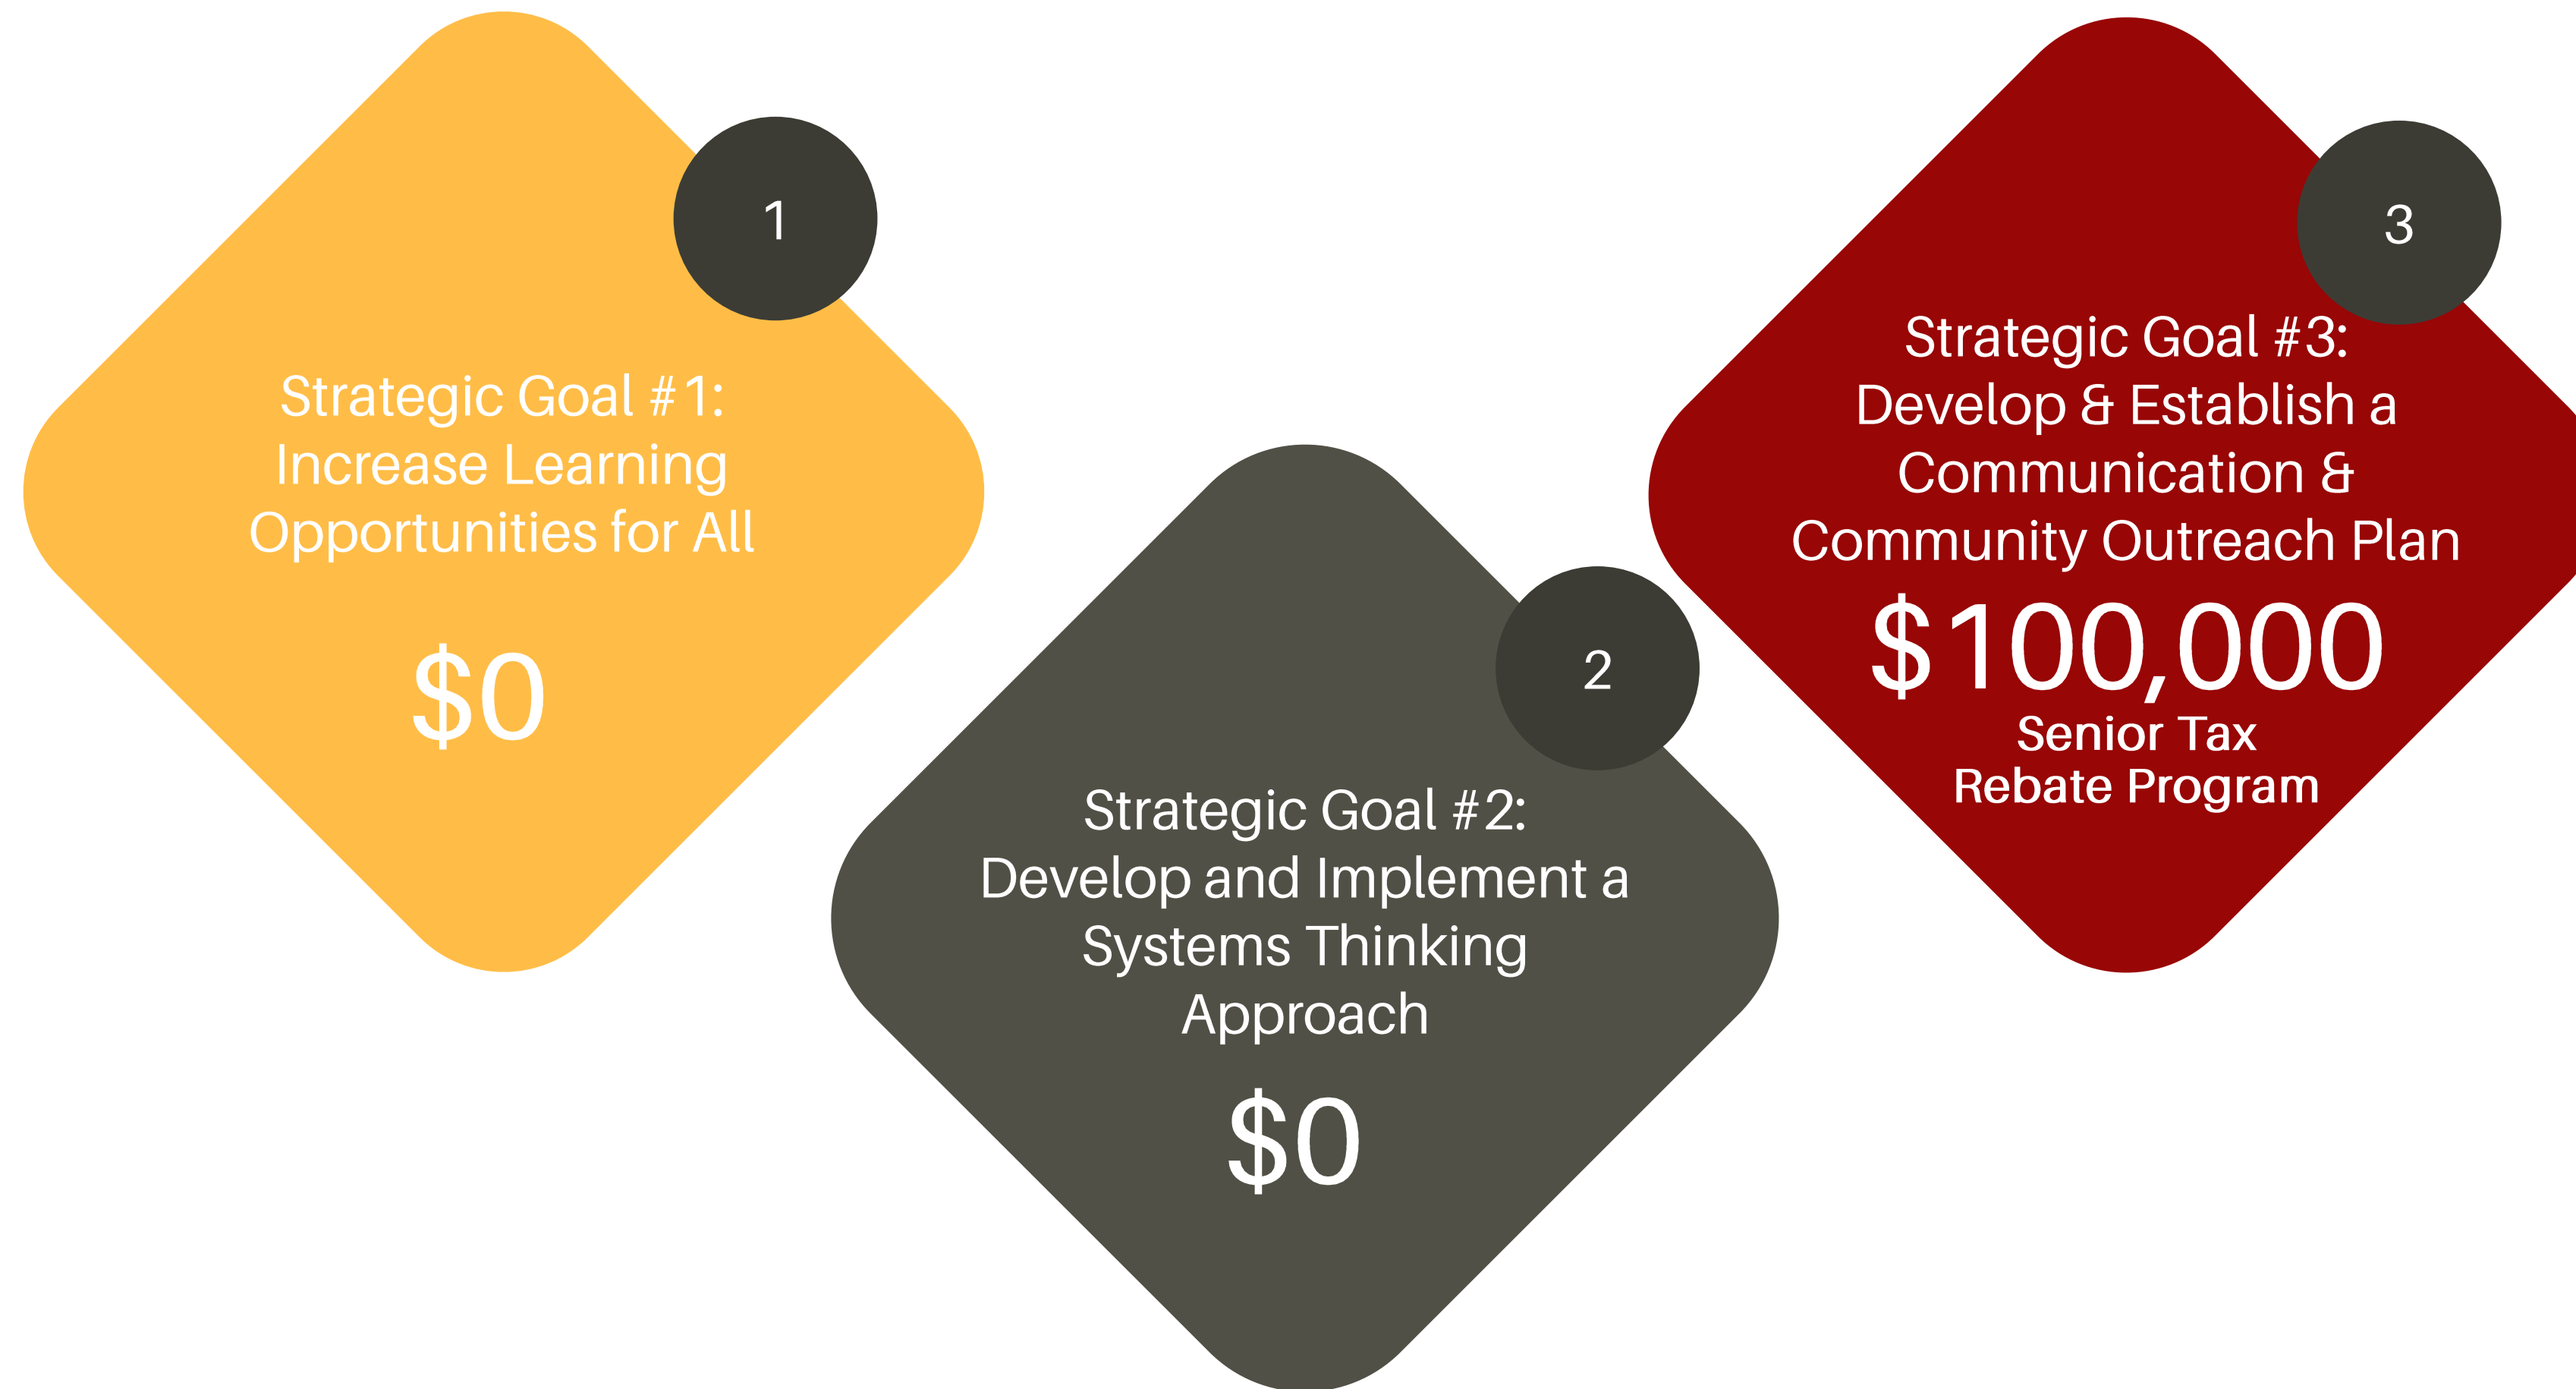 1
Strategic Goal #1:
Increase Learning
Opportunities for All
$0
2
Strategic Goal #2:
Develop and Implement a
Systems Thinking
Approach
$0
3
Strategic Goal #3:
Develop & Establish a
Communication &
Community Outreach Plan
$100,000
Senior Tax
Rebate Program